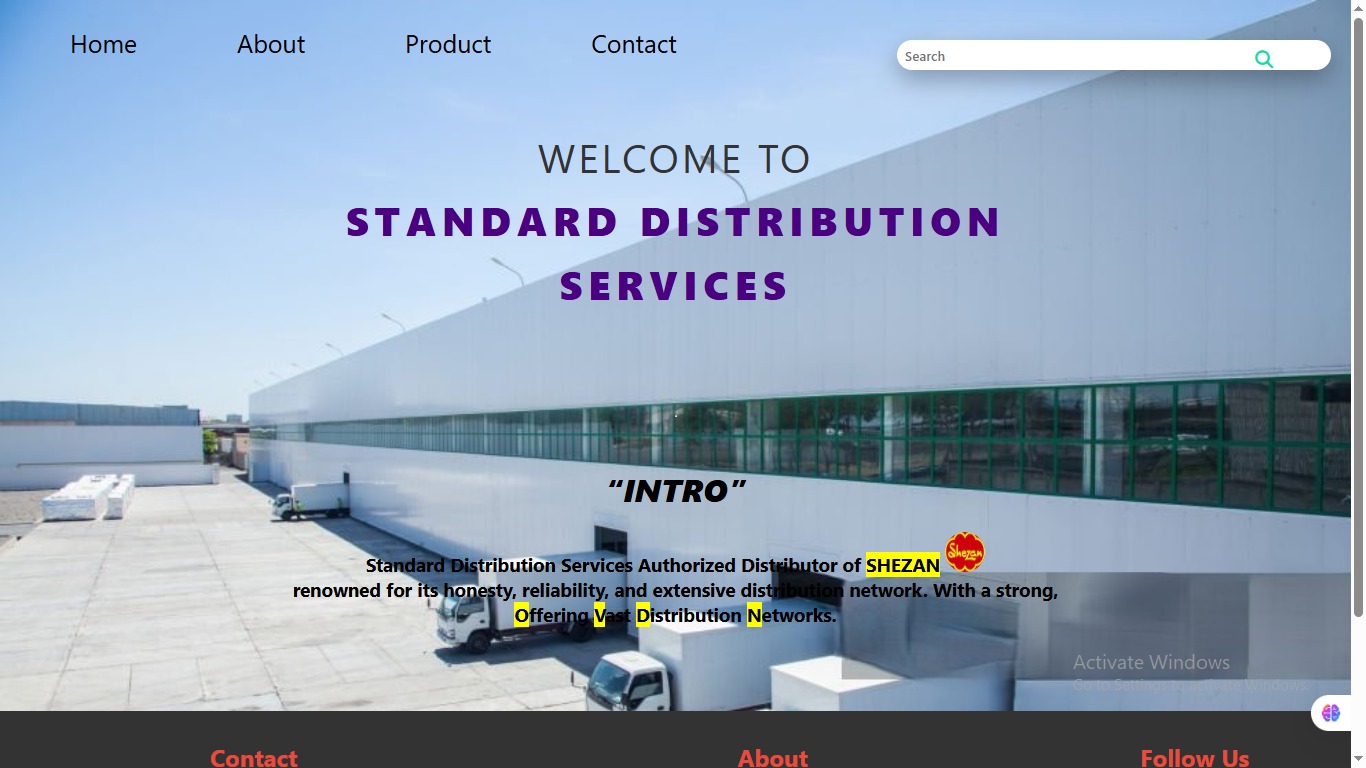 Home About Product Contact
Search
WELCOME TO
STANDARD DISTRIBUTION
SERVICES
“INTRO”
Standard Distribution Services Authorized Distributor of SHEZAN Shezan
renowned for its honesty, reliability, and extensive distribution network. With a strong,
Offering Vast Distribution Networks.
Activate Windows
Go to Settings to activate Windows.
Contact About Follow Us